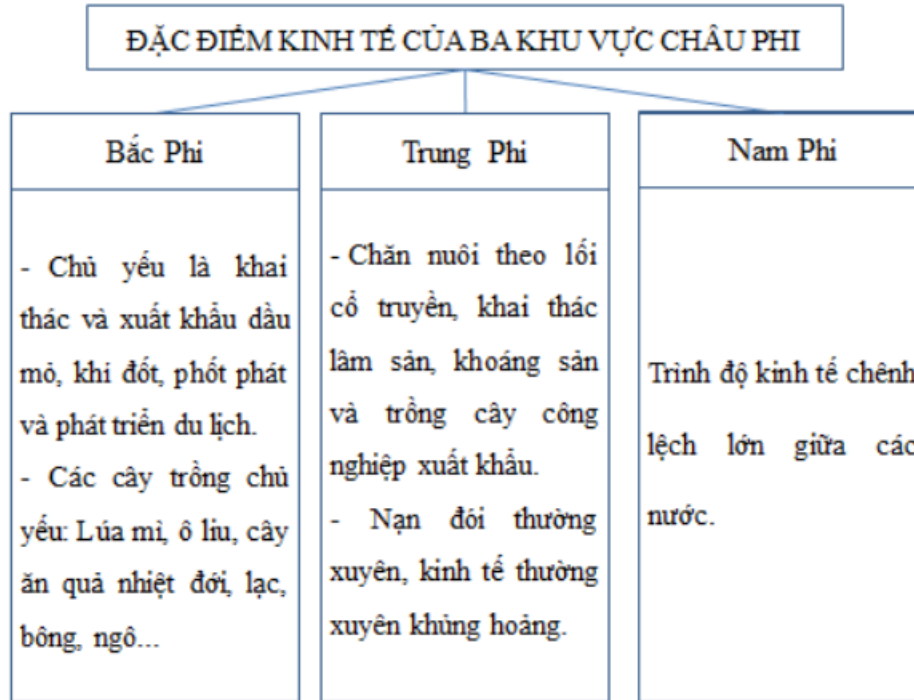 ĐẶC ĐIỂM KINH TẾ CỦA BA KHU VỰC CHÂU PHI
Bắc Phi
- Chủ yếu là khai
thác và xuất khẩu dầu
mỏ, khí đốt, phốt phát
và phát triển du lịch.
- Các cây trồng chủ
yếu: Lúa mì, ô liu, cây
ăn quả nhiệt đới, lạc,
bông, ngô...
Trung Phi
- Chăn nuôi theo lối
cổ truyền, khai thác
lâm sản, khoáng sản
và trồng cây công
nghiệp xuất khẩu.
- Nạn đói thường
xuyên, kinh tế thường
xuyên khủng hoảng.
Nam Phi
Trình độ kinh tế chênh
lệch lớn giữa các
nước.